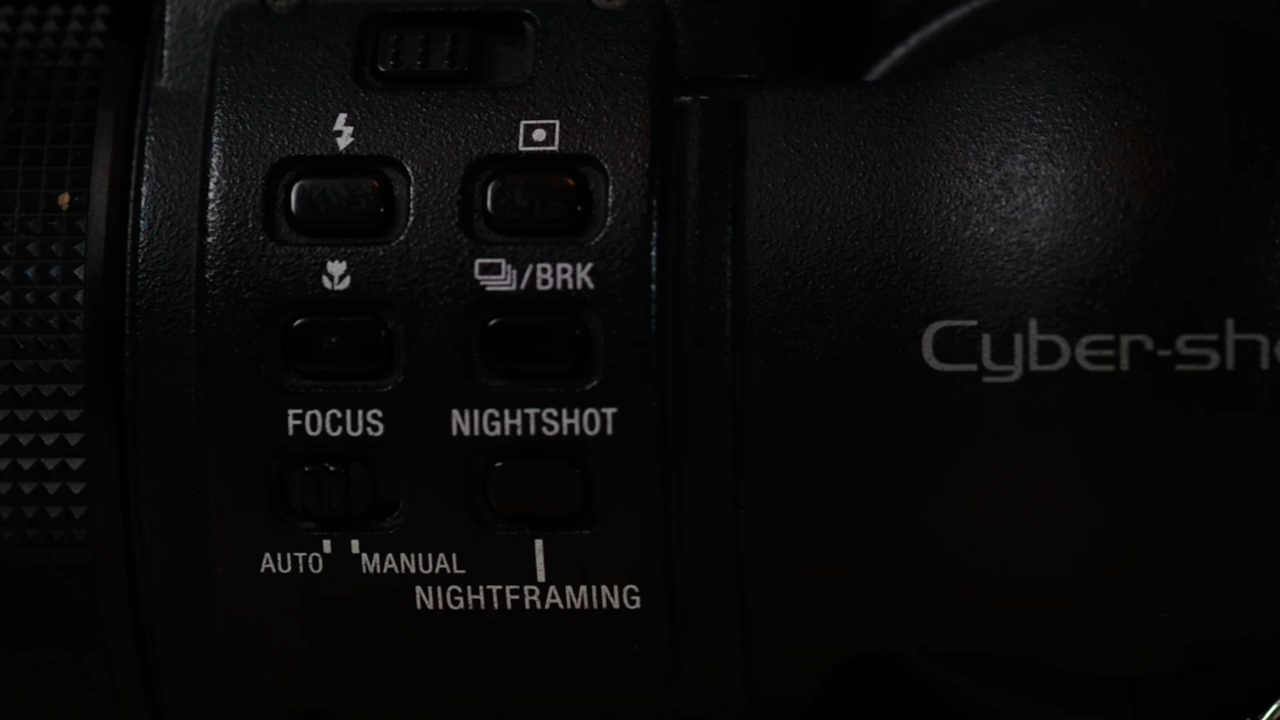 /BRK
Cyber-sh
FOCUS NIGHTSHOT
AUTO MANUAL
NIGHTFRAMING